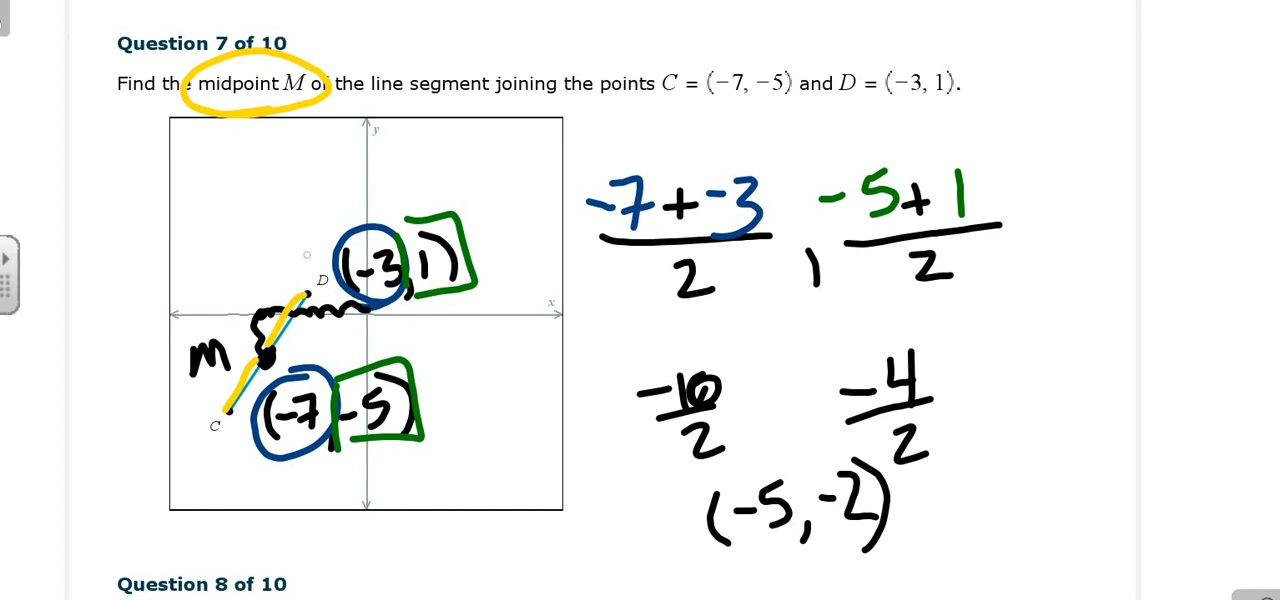 Question 7 of 10
Find the midpoint M of the line segment joining the points C = (−7, −5) and D = (−3, 1).
y
-7 + -3 , -5 + 1
2 2
(-3, 1)
D
x
M
-10 -4
2 2
(-7, -5)
C
(-5, -2)
Question 8 of 10